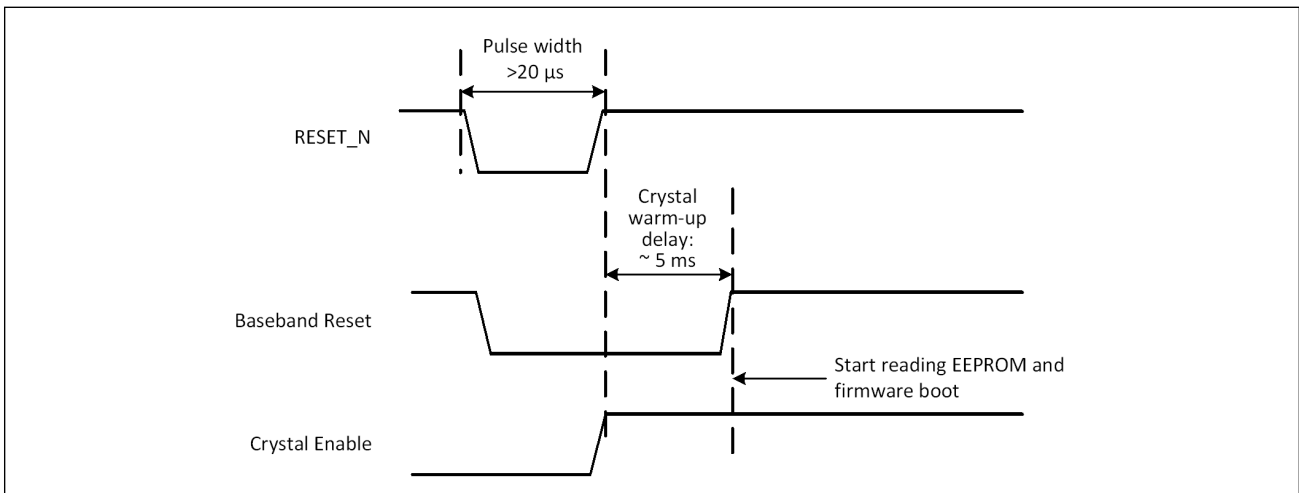 Pulse width
>20 µs
RESET_N
Crystal
warm-up
delay:
~ 5 ms
Baseband Reset
Start reading EEPROM and
firmware boot
Crystal Enable